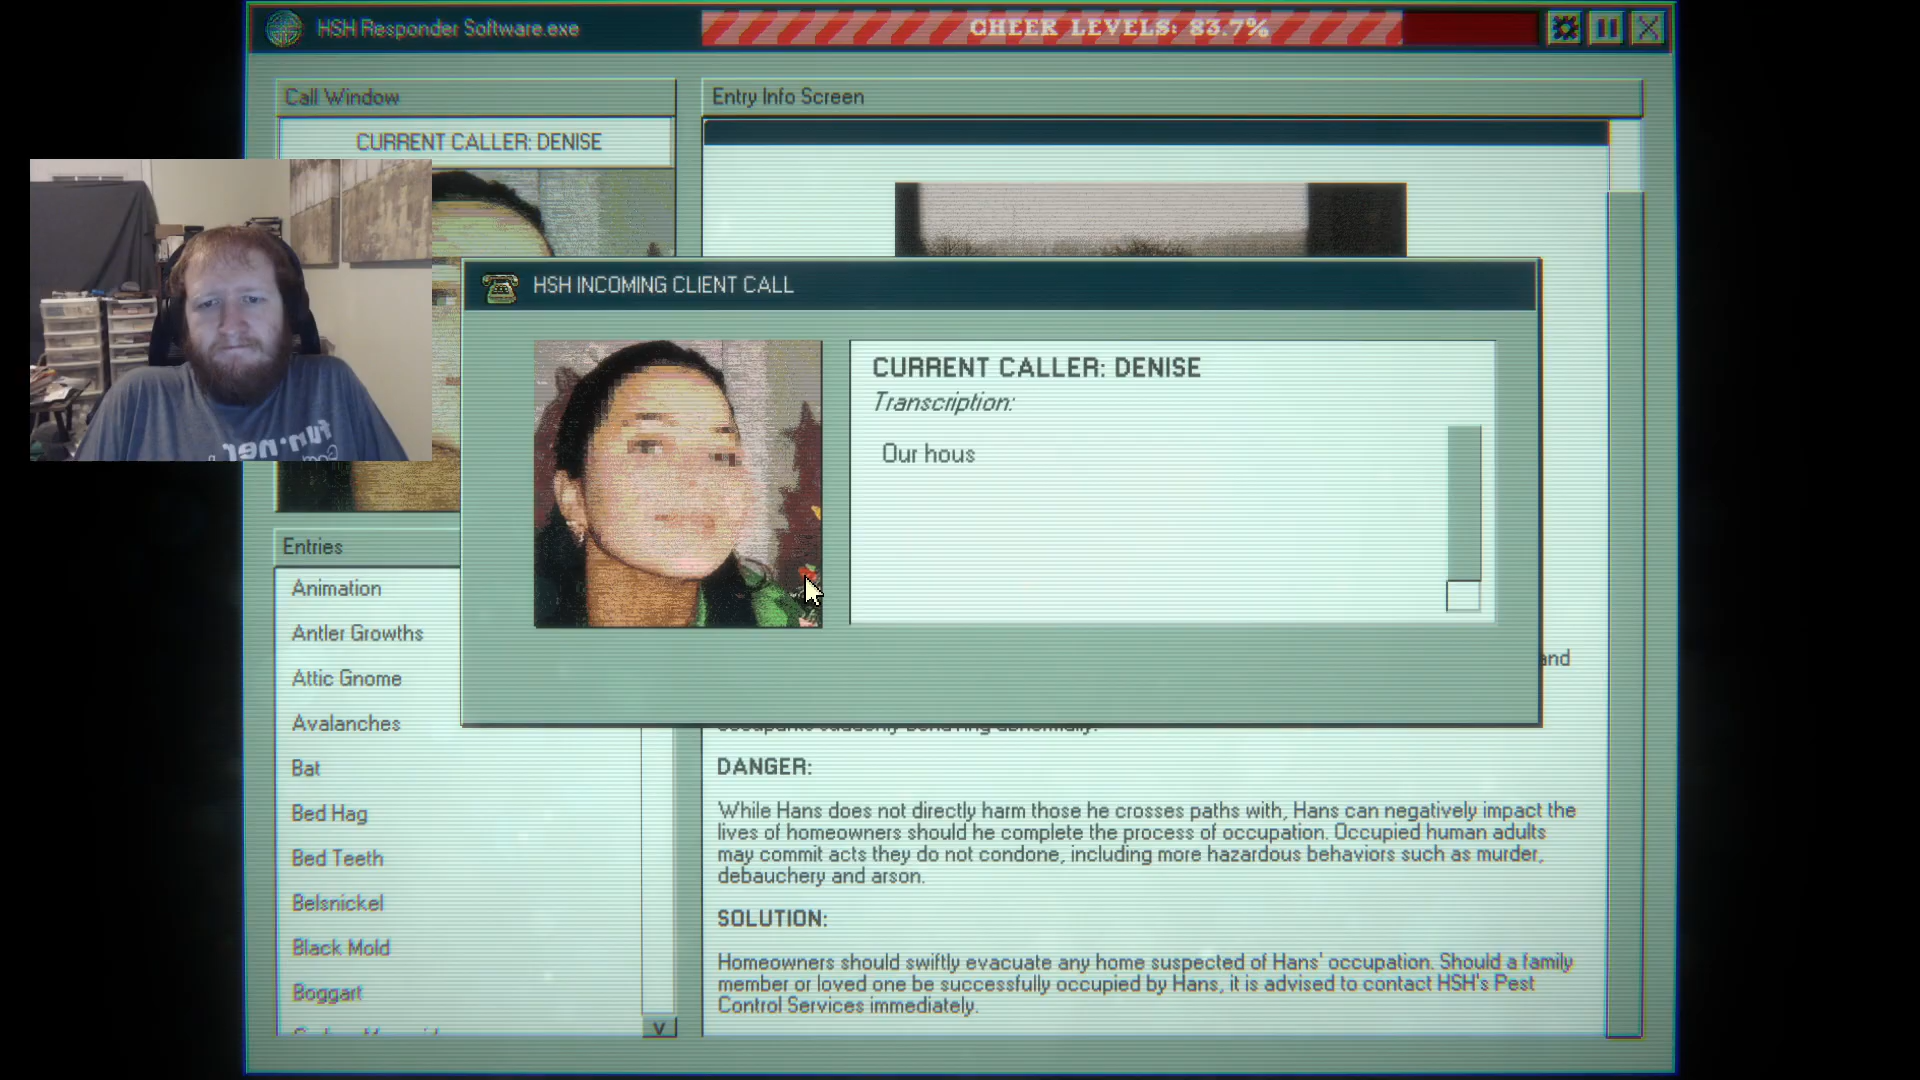 HSH Responder Software.exe
CHEER LEVELS: 83.7%
Call Window
CURRENT CALLER: DENISE
Entry Info Screen
HSH INCOMING CLIENT CALL
CURRENT CALLER: DENISE
Transcription:
Our hous
Entries
Animation
Antler Growths
Attic Gnome
Avalanches
Bat
Bed Hag
Bed Teeth
Belsnickel
Black Mold
Boggart
and
occupants suddenly behaving abnormally.
DANGER:
While Hans does not directly harm those he crosses paths with, Hans can negatively impact the
lives of homeowners should he complete the process of occupation. Occupied human adults
may commit acts they do not condone, including more hazardous behaviors such as murder,
debauchery and arson.
SOLUTION:
Homeowners should swiftly evacuate any home suspected of Hans' occupation. Should a family
member or loved one be successfully occupied by Hans, it is advised to contact HSH's Pest
Control Services immediately.